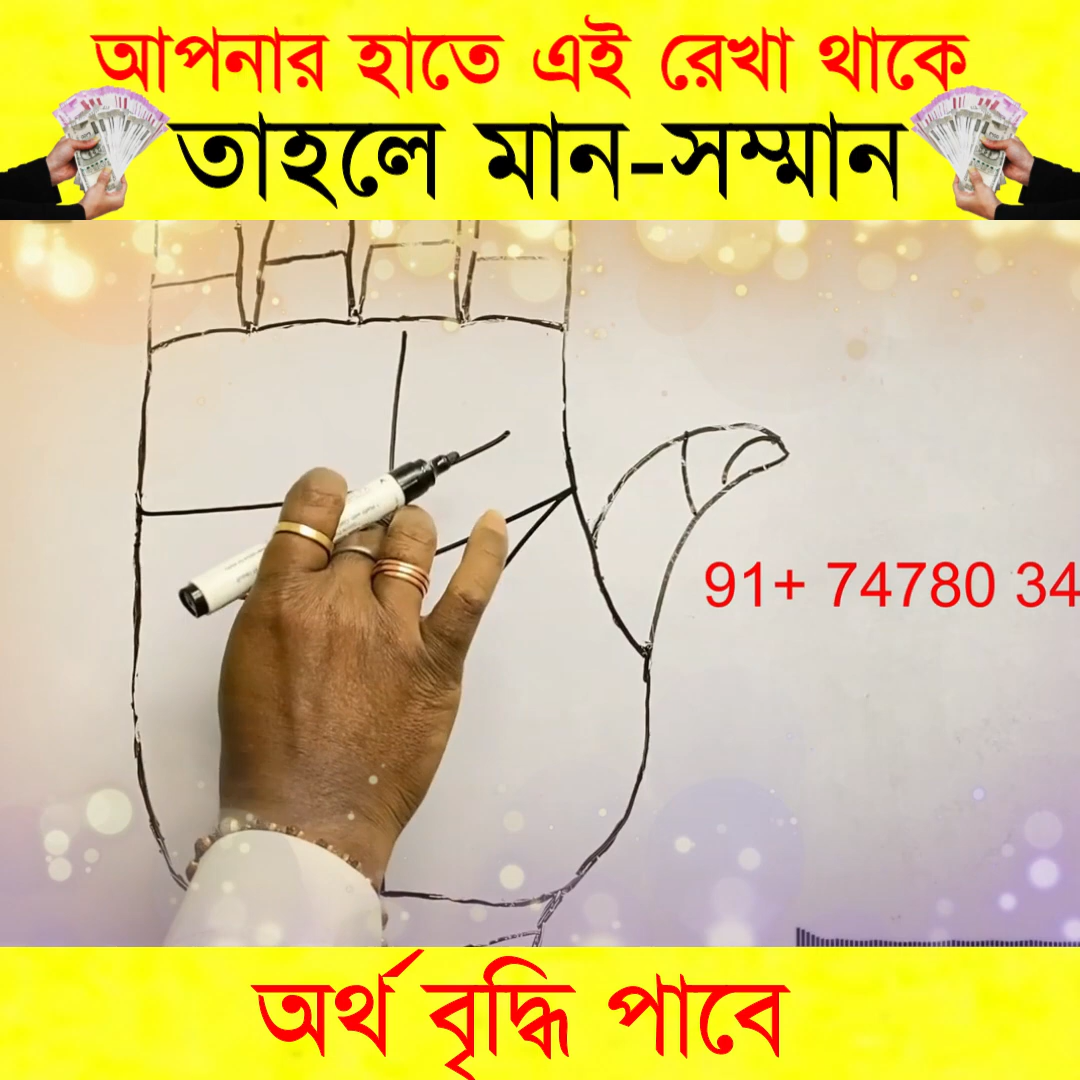 আপনার হাতে এই রেখা থাকে
তাহলে মান-সম্মান
91+ 74780 34
অর্থ বৃদ্ধি পাবে